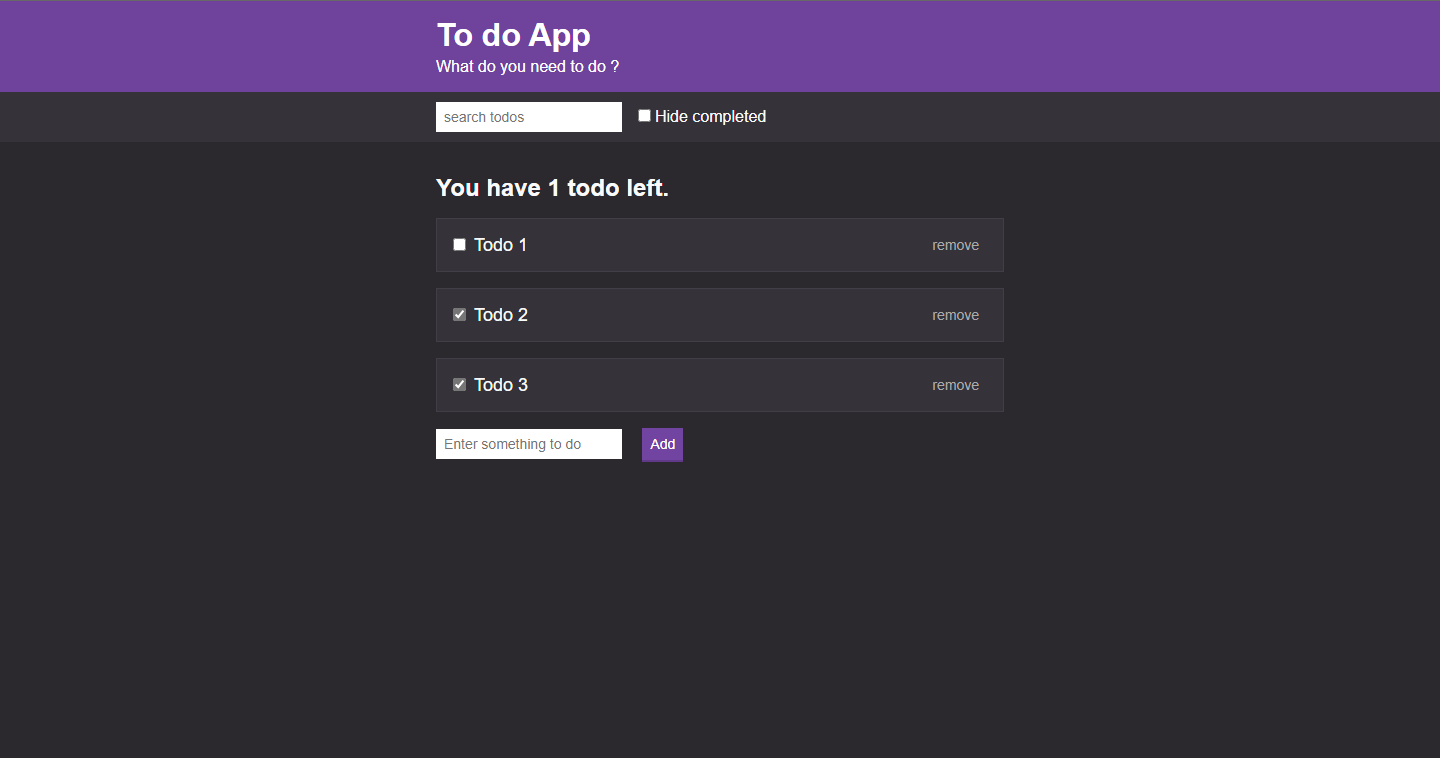 To do App
What do you need to do ?
search todos
Hide completed
You have 1 todo left.
Todo 1 remove
Todo 2 remove
Todo 3 remove
Enter something to do Add